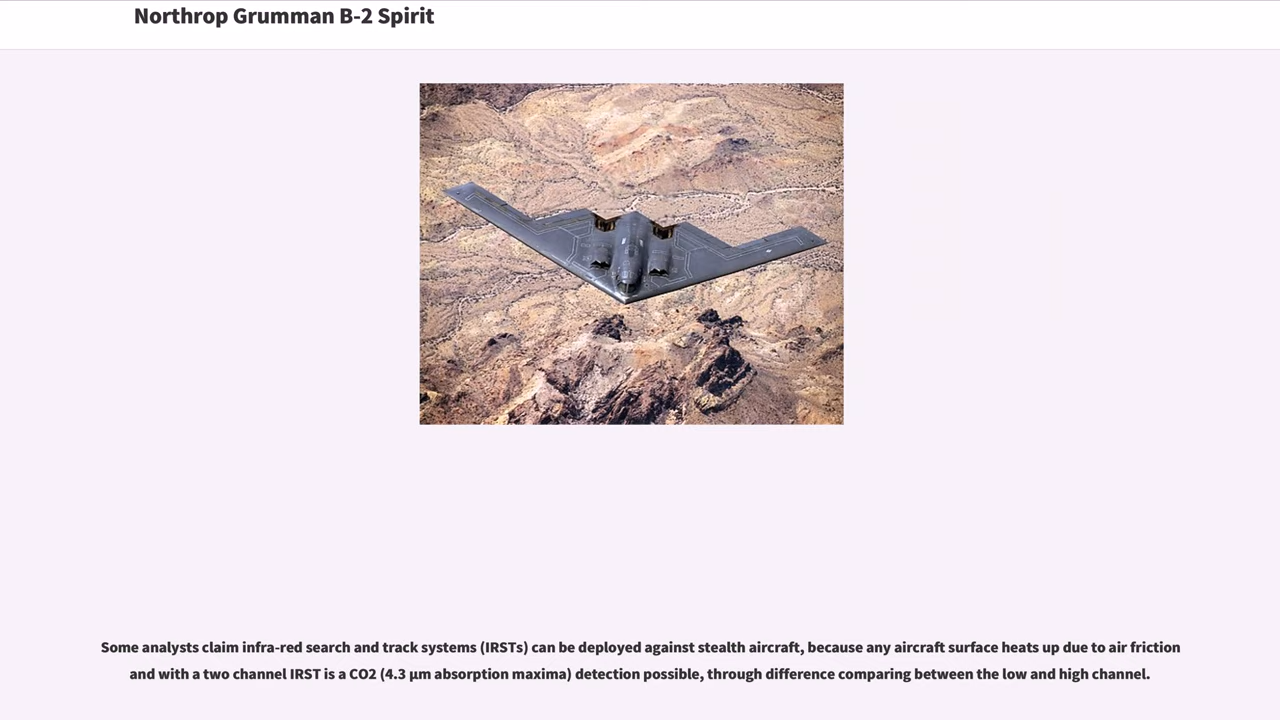 Northrop Grumman B-2 Spirit
Some analysts claim infra-red search and track systems (IRSTs) can be deployed against stealth aircraft, because any aircraft surface heats up due to air friction
and with a two channel IRST is a CO2 (4.3 µm absorption maxima) detection possible, through difference comparing between the low and high channel.